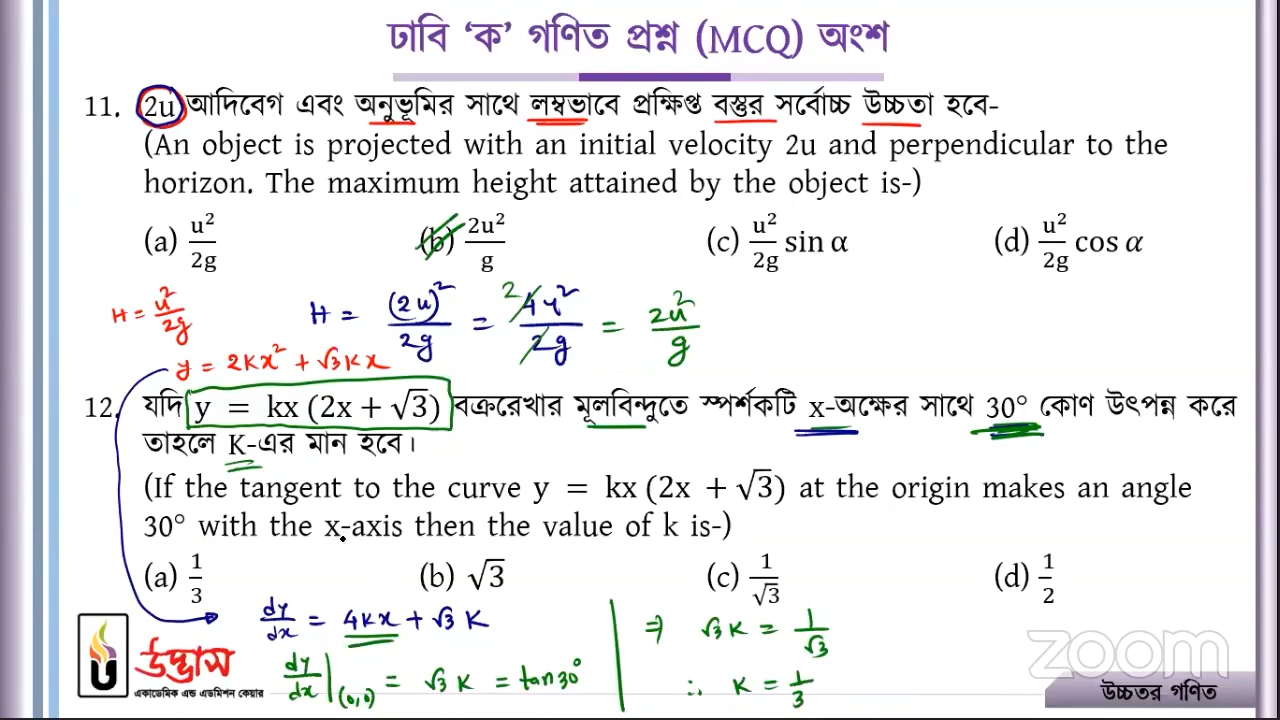 ঢাবি ‘ক’ গণিত প্রশ্ন (MCQ) অংশ
11. 2u আদিবেগ এবং অনুভূমির সাথে লম্বভাবে প্রক্ষিপ্ত বস্তুর সর্বোচ্চ উচ্চতা হবে-
(An object is projected with an initial velocity 2u and perpendicular to the
horizon. The maximum height attained by the object is-)
(a) u²/2g (b) 2u²/g (c) u²/2g sin α (d) u²/2g cos α
H = u²/2g H = (2u)²/2g = 4u²/2g = 2u²/g
2
y = 2Kx² + √3Kx
12. যদি y = kx (2x + √3) বক্ররেখার মূলবিন্দুতে স্পর্শকটি x-অক্ষের সাথে 30° কোণ উৎপন্ন করে
তাহলে K-এর মান হবে।
(If the tangent to the curve y = kx (2x + √3) at the origin makes an angle
30° with the x-axis then the value of k is-)
(a) 1/3 (b) √3 (c) 1/√3 (d) 1/2
dy/dx = 4Kx + √3 K ⇒ √3 K = 1/√3
dy/dx |(0,0) = √3 K = tan30° ∴ K = 1/3
উদ্ভাস
একাডেমিক এন্ড এডমিশন কেয়ার
zoom
উচ্চতর গণিত